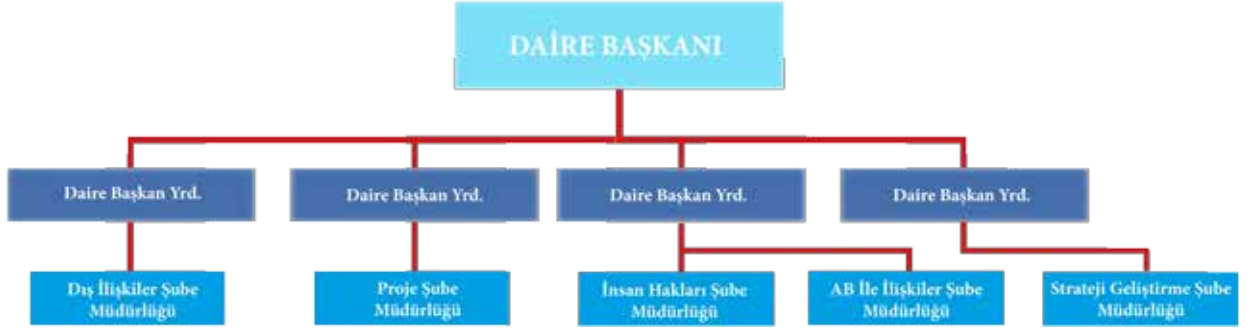 DAİRE BAŞKANI
Daire Başkan Yrd.
Daire Başkan Yrd.
Daire Başkan Yrd.
Daire Başkan Yrd.
Dış İlişkiler Şube
Müdürlüğü
Proje Şube
Müdürlüğü
İnsan Hakları Şube
Müdürlüğü
AB İle İlişkiler Şube
Müdürlüğü
Strateji Geliştirme Şube
Müdürlüğü